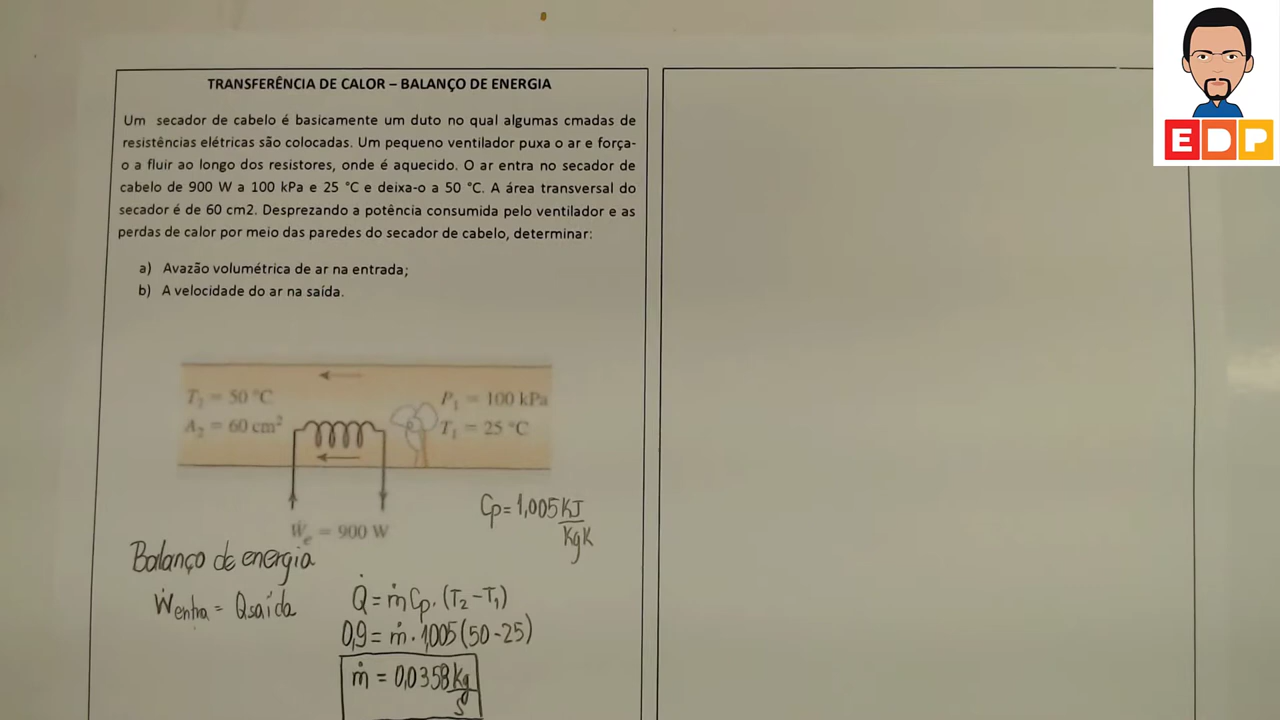 EDP
TRANSFERÊNCIA DE CALOR – BALANÇO DE ENERGIA
Um secador de cabelo é basicamente um duto no qual algumas cmadas de
resistências elétricas são colocadas. Um pequeno ventilador puxa o ar e força-
o a fluir ao longo dos resistores, onde é aquecido. O ar entra no secador de
cabelo de 900 W a 100 kPa e 25 °C e deixa-o a 50 °C. A área transversal do
secador é de 60 cm2. Desprezando a potência consumida pelo ventilador e as
perdas de calor por meio das paredes do secador de cabelo, determinar:
a) Avazão volumétrica de ar na entrada;
b) A velocidade do ar na saída.
T₂ = 50 °C
A₂ = 60 cm²
P₁ = 100 kPa
T₁ = 25 °C
Ẇe = 900 W
Cp = 1,005 KJ/KgK
Balanço de energia
Ẇentra = Qsaída
Q̇ = ṁ Cp. (T₂ - T₁)
0,9 = ṁ . 1,005 (50 - 25)
ṁ = 0,0358 kg/s